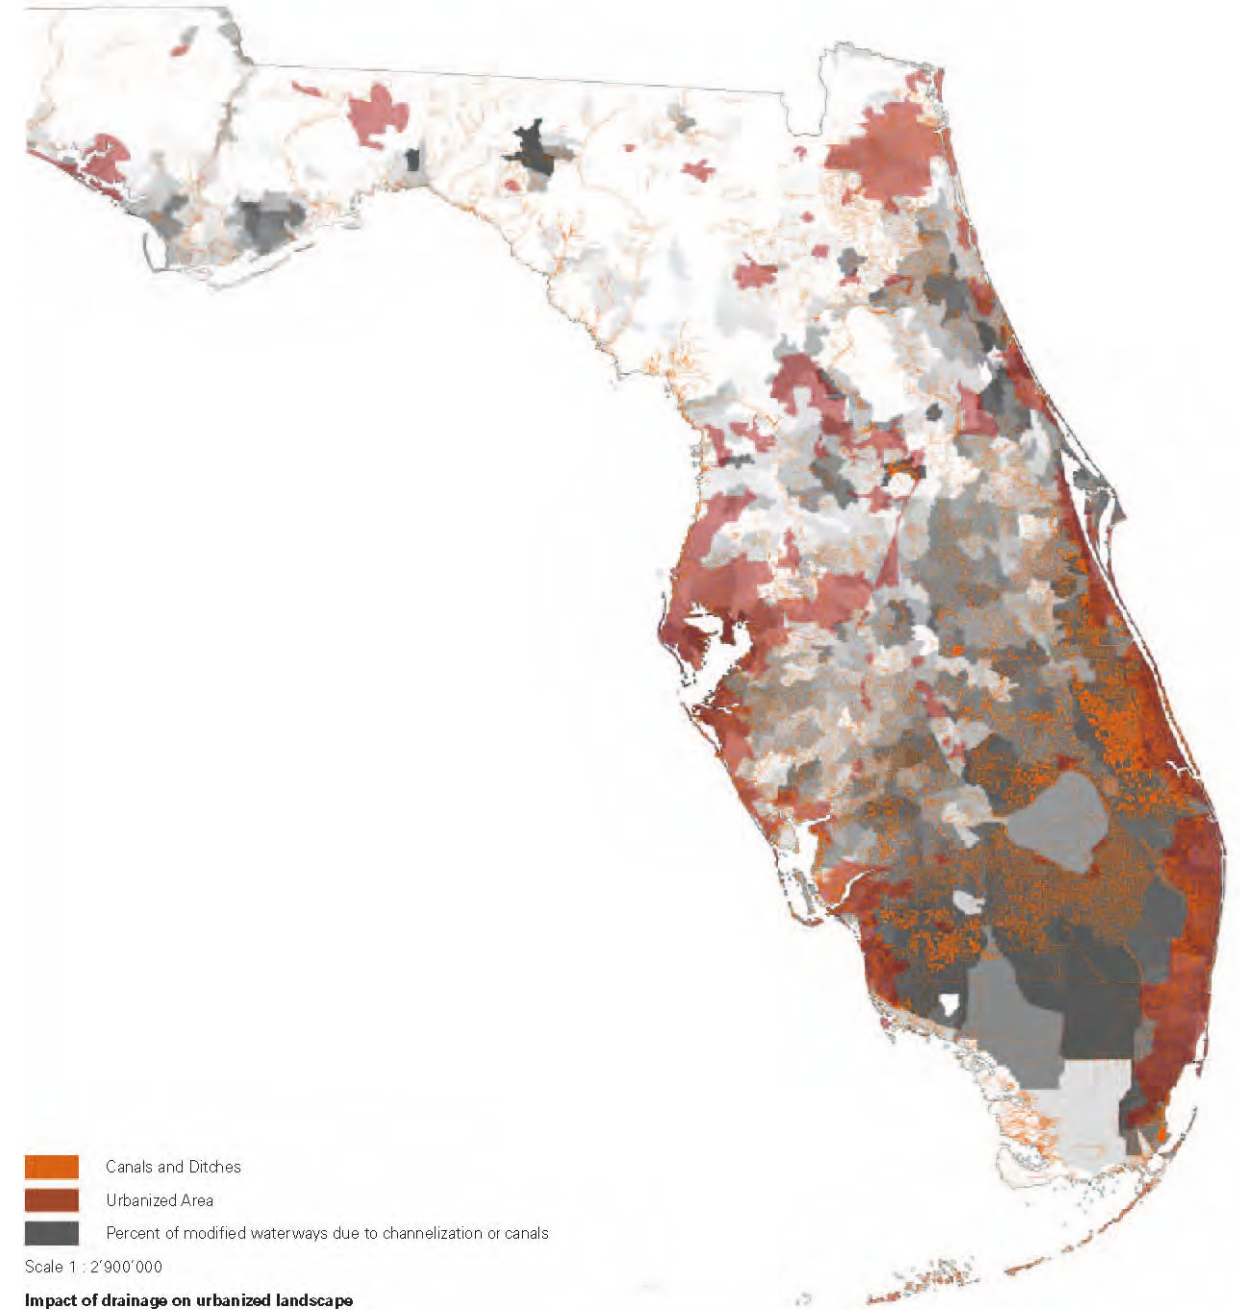 Canals and Ditches
Urbanized Area
Percent of modified waterways due to channelization or canals
Scale 1 : 2'900'000
Impact of drainage on urbanized landscape